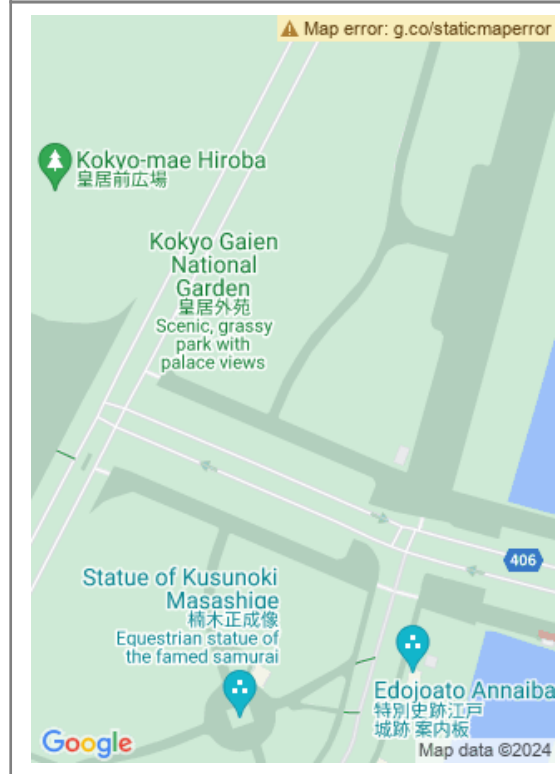 Map error: g.co/staticmaperror
Kokyo-mae Hiroba
皇居前広場
Kokyo Gaien
National
Garden
皇居外苑
Scenic, grassy
park with
palace views
406
Statue of Kusunoki
Masashige
楠木正成像
Equestrian statue of
the famed samurai
Edojoato Annaiba
特別史跡江戸
城跡 案内板
Google
Map data ©2024